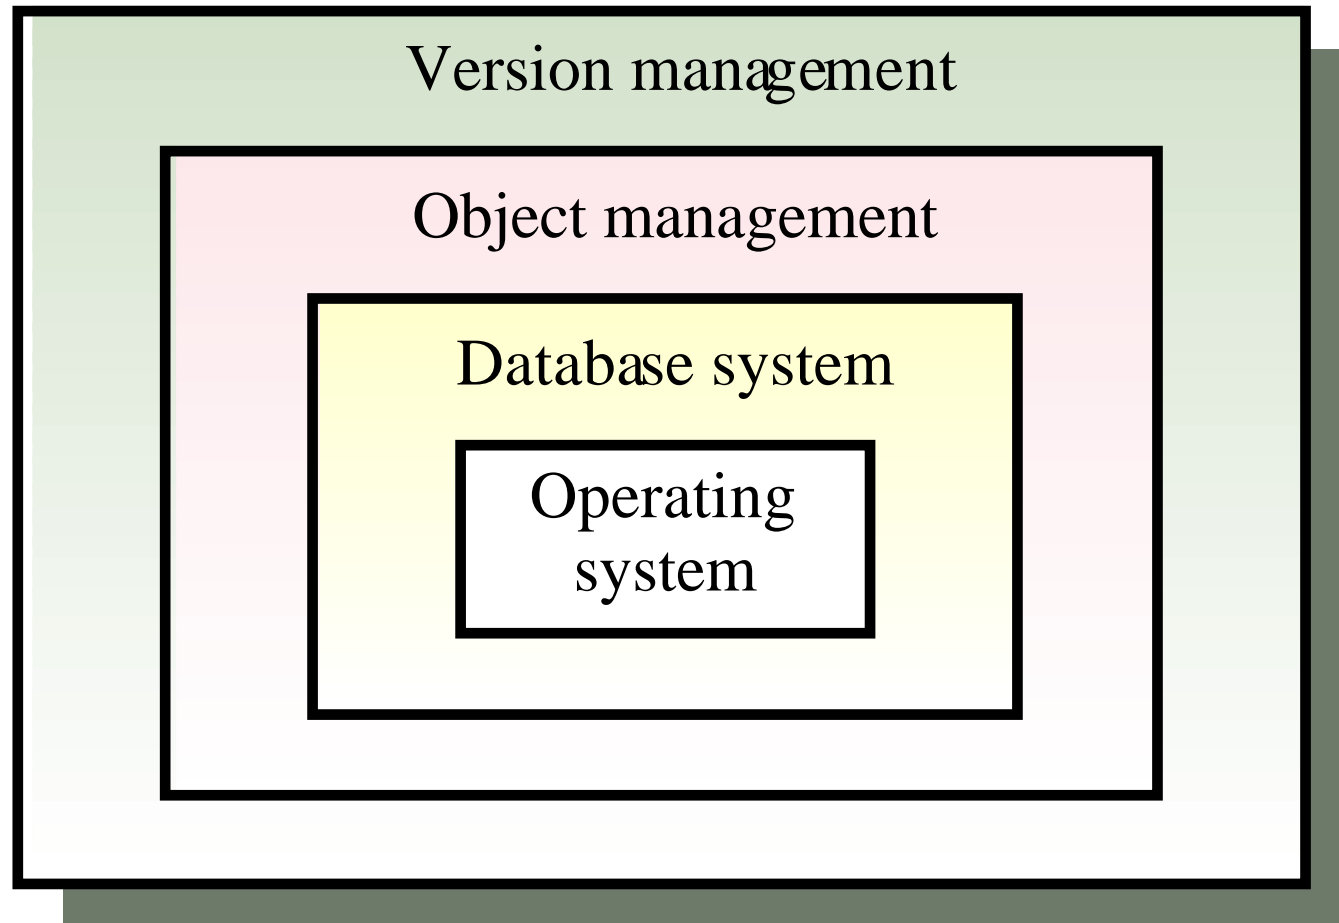 Version management
Object management
Database system
Operating
system